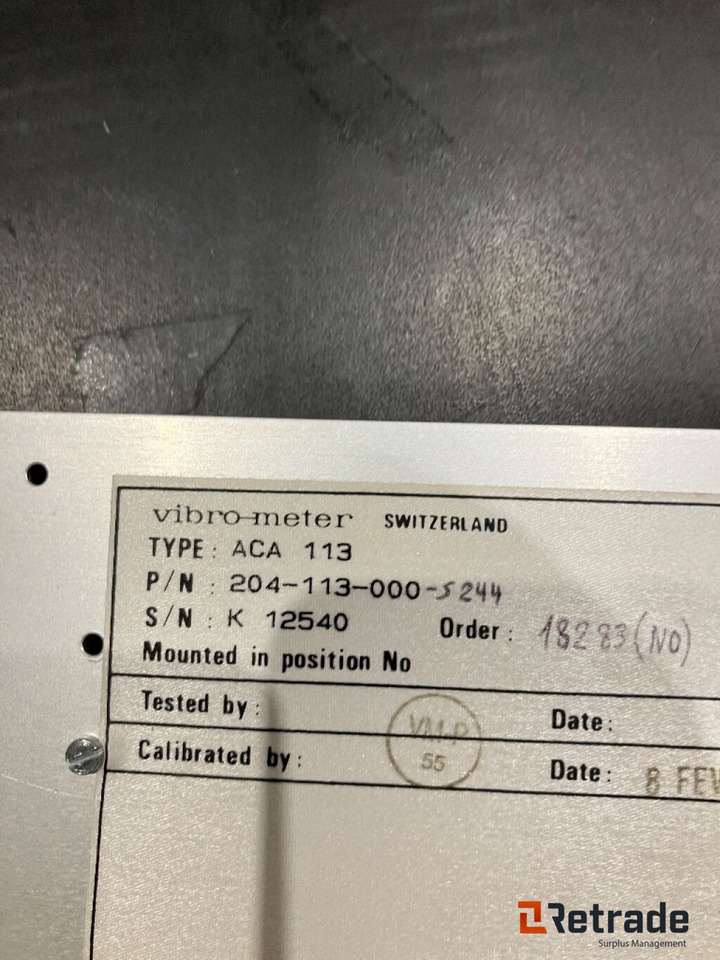 vibro-meter SWITZERLAND
TYPE: ACA 113
P/N : 204-113-000-5244
S/N : K 12540 Order: 18283(NO)
Mounted in position No
Tested by: Date:
VM-P
55
Calibrated by: Date: 8 FEV
Retrade
Surplus Management